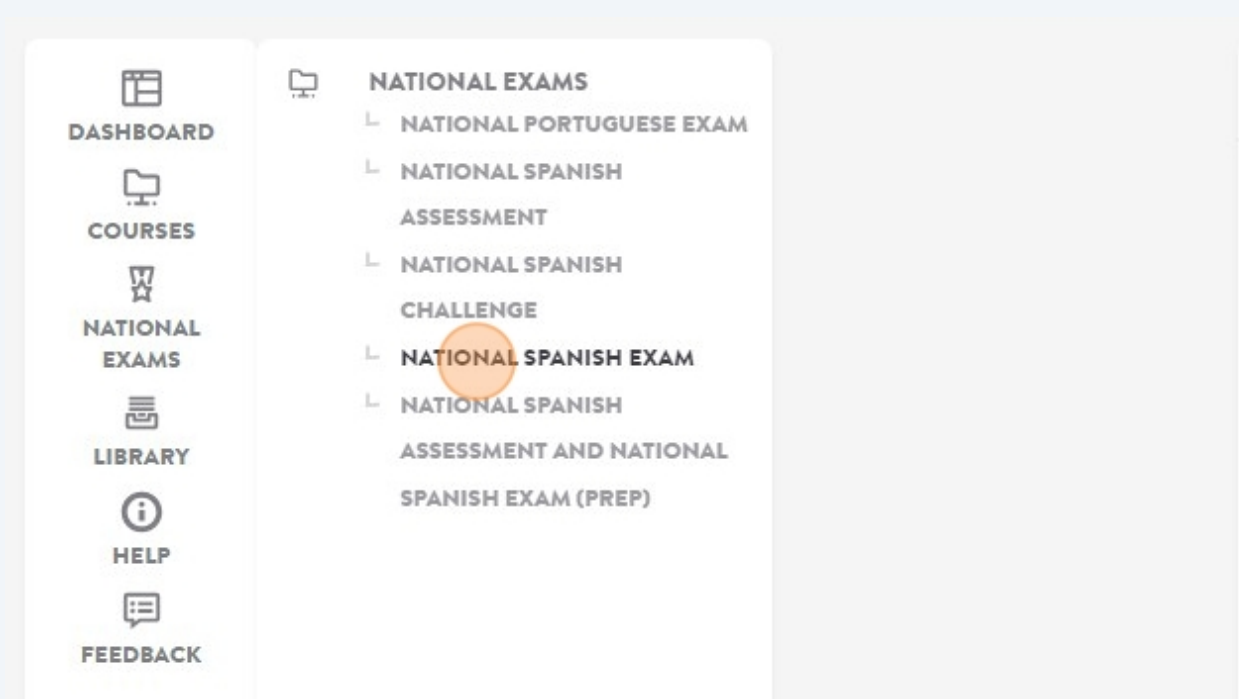 DASHBOARD
COURSES
NATIONAL
EXAMS
LIBRARY
HELP
FEEDBACK
NATIONAL EXAMS
NATIONAL PORTUGUESE EXAM
NATIONAL SPANISH
ASSESSMENT
NATIONAL SPANISH
CHALLENGE
NATIONAL SPANISH EXAM
NATIONAL SPANISH
ASSESSMENT AND NATIONAL
SPANISH EXAM (PREP)